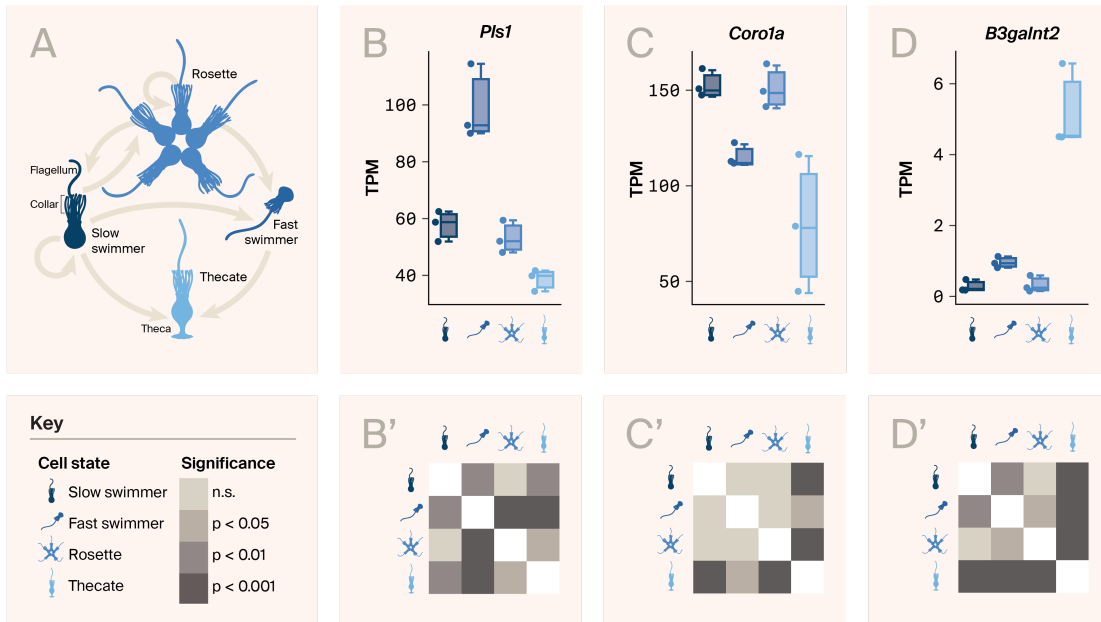 A
Rosette
Flagellum
Collar
Slow
swimmer
Fast
swimmer
Thecate
Theca
B
Pls1
TPM
100
80
60
40
C
Coro1a
TPM
150
100
50
D
B3galnt2
TPM
6
4
2
0
Key
Cell state
Significance
Slow swimmer
n.s.
Fast swimmer
p < 0.05
Rosette
p < 0.01
Thecate
p < 0.001
B’
C’
D’